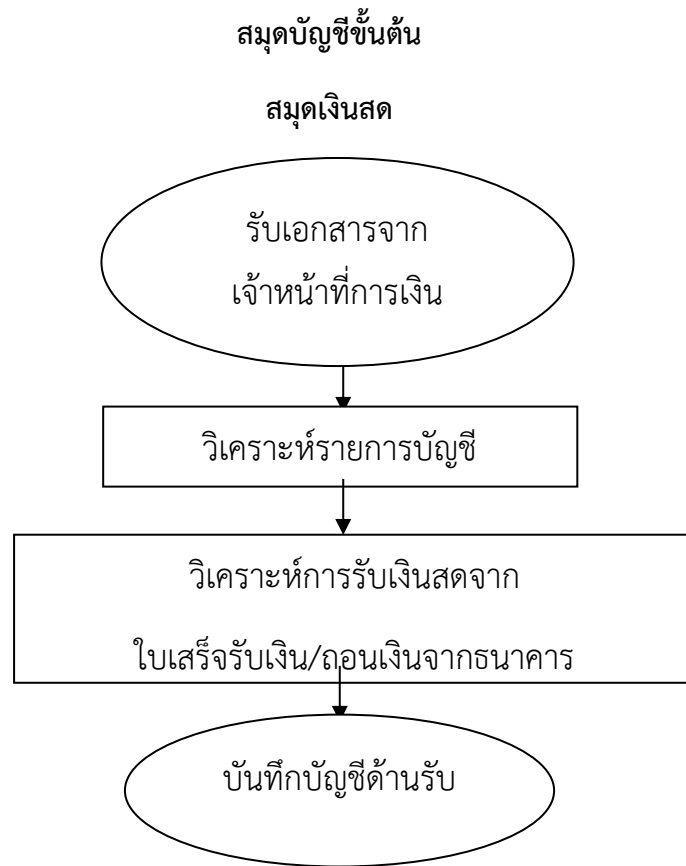 สมุดบัญชีขั้นต้น
สมุดเงินสด
รับเอกสารจาก
เจ้าหน้าที่การเงิน
วิเคราะห์รายการบัญชี
วิเคราะห์การรับเงินสดจาก
ใบเสร็จรับเงิน/ถอนเงินจากธนาคาร
บันทึกบัญชีด้านรับ